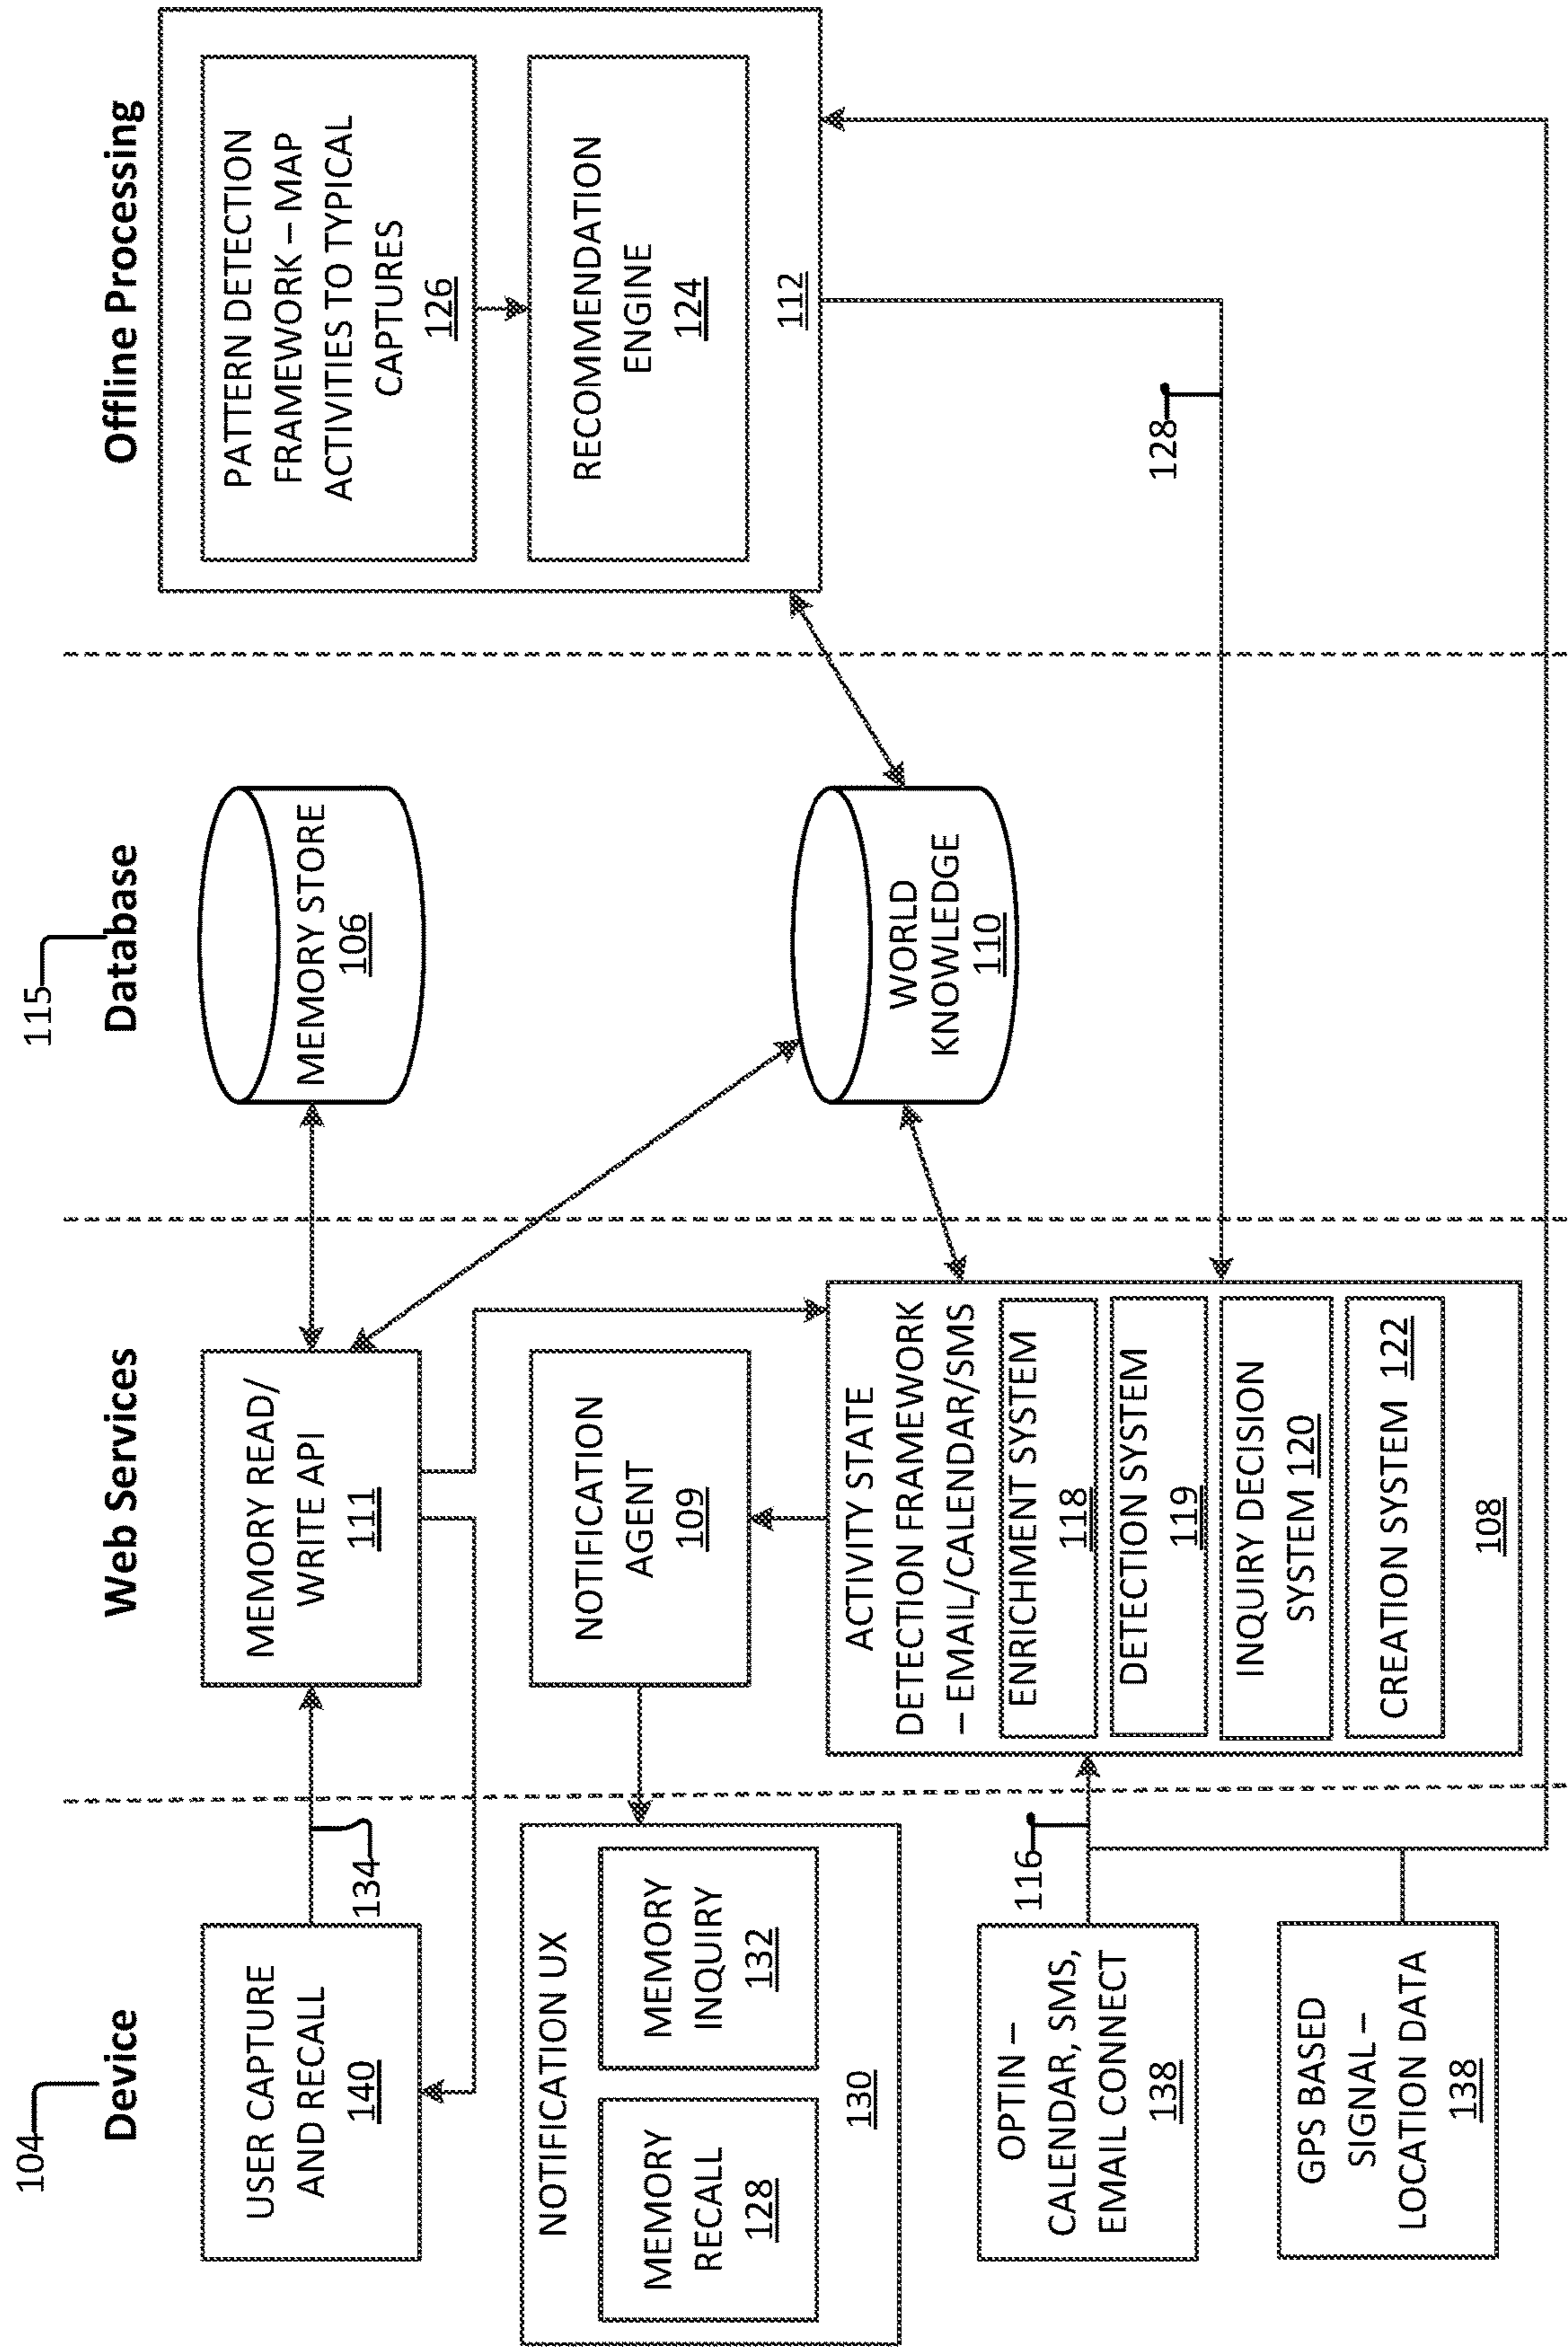 104
Device
USER CAPTURE
AND RECALL
140
134
NOTIFICATION UX
MEMORY
RECALL
128
MEMORY
INQUIRY
132
130
OPTIN –
CALENDAR, SMS,
EMAIL CONNECT
138
116
GPS BASED
SIGNAL –
LOCATION DATA
138
Web Services
MEMORY READ/
WRITE API
111
NOTIFICATION
AGENT
109
ACTIVITY STATE
DETECTION FRAMEWORK
– EMAIL/CALENDAR/SMS
ENRICHMENT SYSTEM
118
DETECTION SYSTEM
119
INQUIRY DECISION
SYSTEM 120
CREATION SYSTEM 122
108
115
Database
MEMORY STORE
106
WORLD
KNOWLEDGE
110
Offline Processing
PATTERN DETECTION
FRAMEWORK – MAP
ACTIVITIES TO TYPICAL
CAPTURES
126
RECOMMENDATION
ENGINE
124
112
128